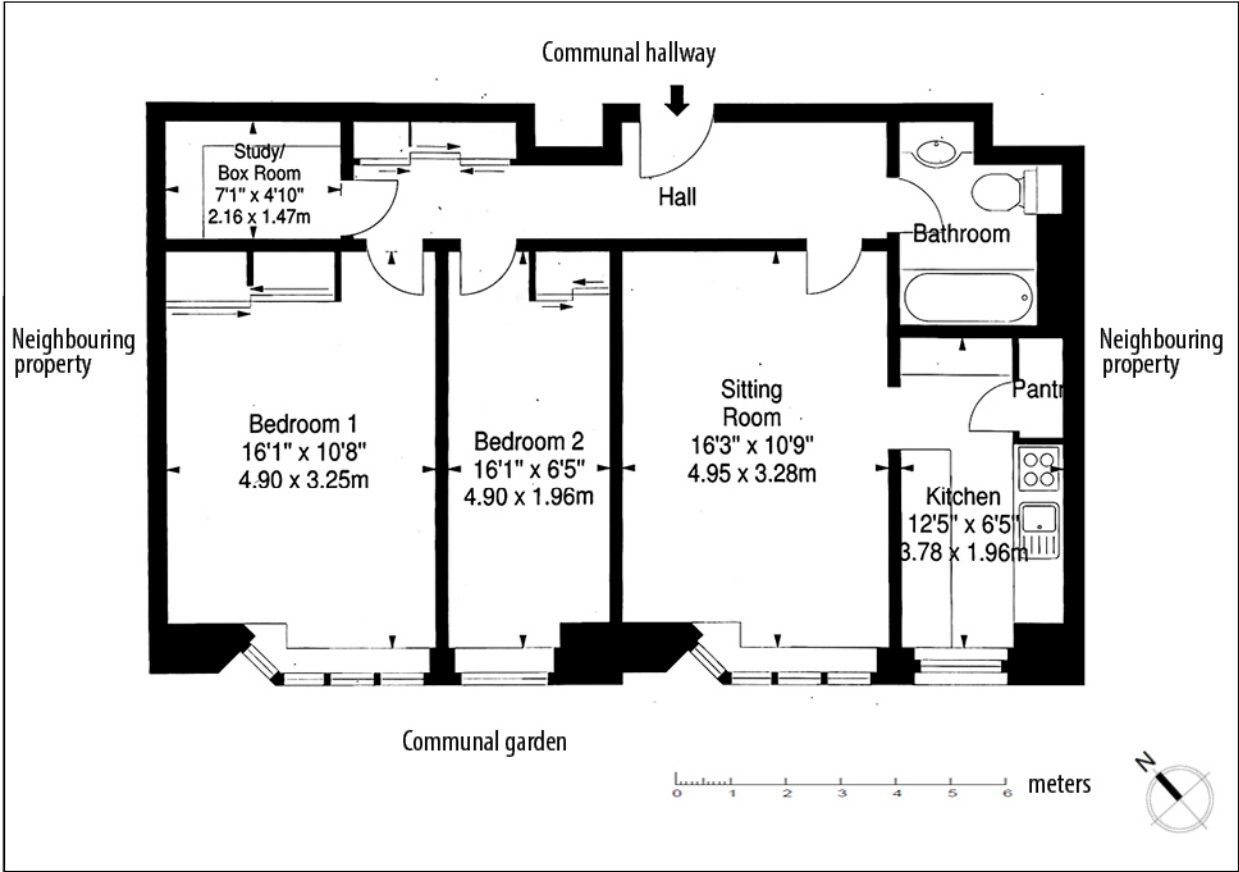 Communal hallway
Study/
Box Room
7'1" x 4'10"
2.16 x 1.47m
Hall
Bathroom
Neighbouring
property
Neighbouring
property
Pantr
Bedroom 1
16'1" x 10'8"
4.90 x 3.25m
Bedroom 2
16'1" x 6'5"
4.90 x 1.96m
Sitting
Room
16'3" x 10'9"
4.95 x 3.28m
Kitchen
12'5" x 6'5"
3.78 x 1.96m
Communal garden
0 1 2 3 4 5 6 meters
N